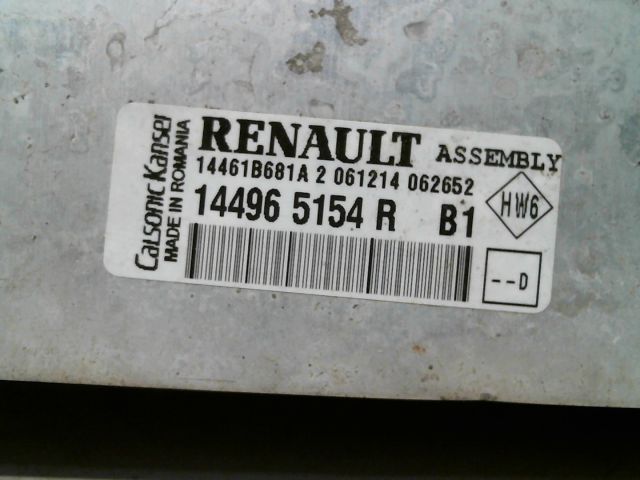 Calsonic Kansei
MADE IN ROMANIA
RENAULT ASSEMBLY
14461B681A 2 061214 062652
14496 5154 R B1
HW6
--D